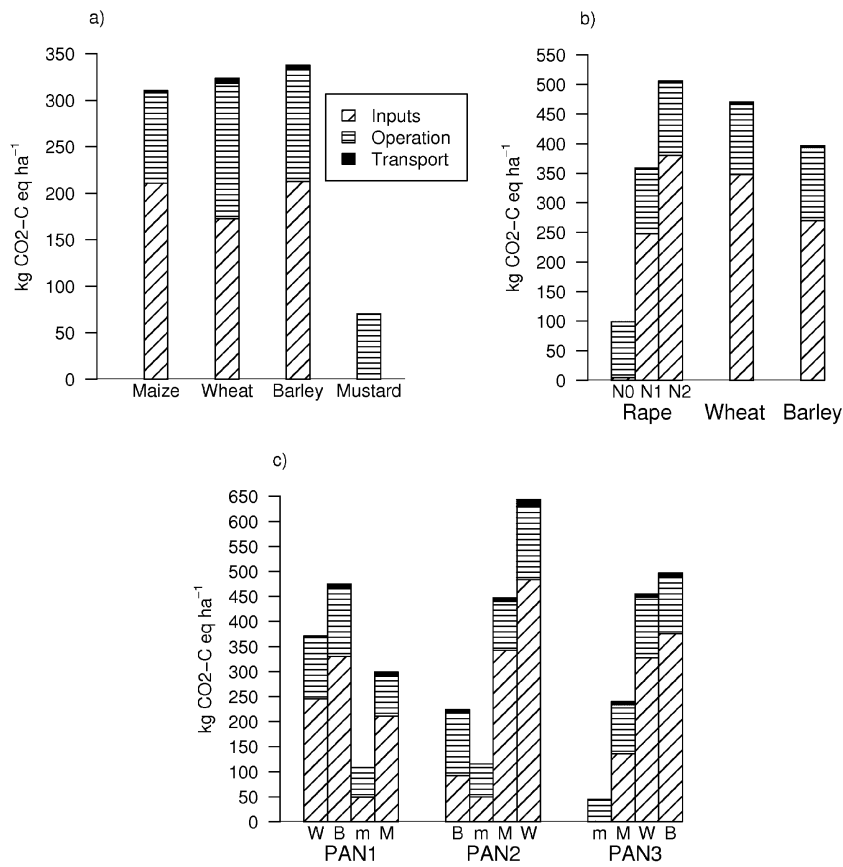 a)
350
300
250
200
150
100
50
0
kg CO2−C eq ha⁻¹
Maize Wheat Barley Mustard
Inputs
Operation
Transport
b)
550
500
450
400
350
300
250
200
150
100
50
0
kg CO2−C eq ha⁻¹
N0 N1 N2
Rape Wheat Barley
c)
650
600
550
500
450
400
350
300
250
200
150
100
50
0
kg CO2−C eq ha⁻¹
W B m M B m M W m M W B
PAN1 PAN2 PAN3